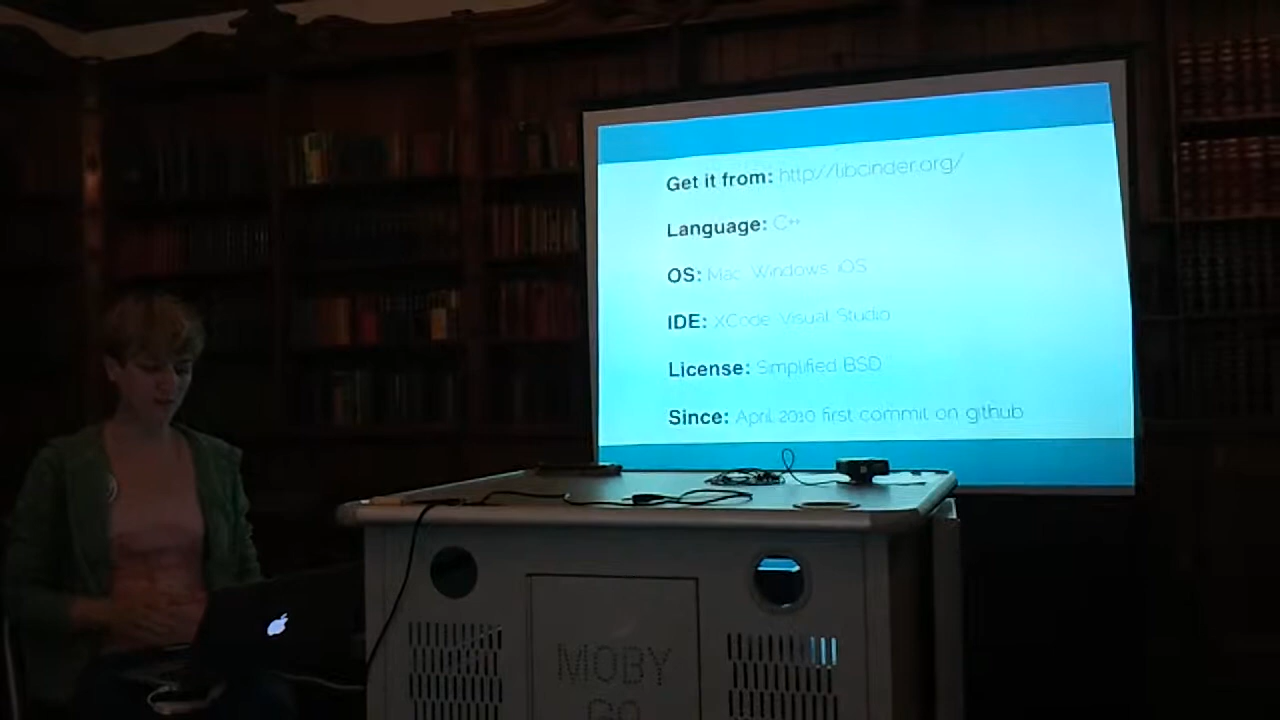 Get it from: http://libcinder.org/
Language: C++
OS: Mac, Windows, iOS
IDE: XCode, Visual Studio
License: Simplified BSD
Since: April 2010 first commit on github
MOBY
GO